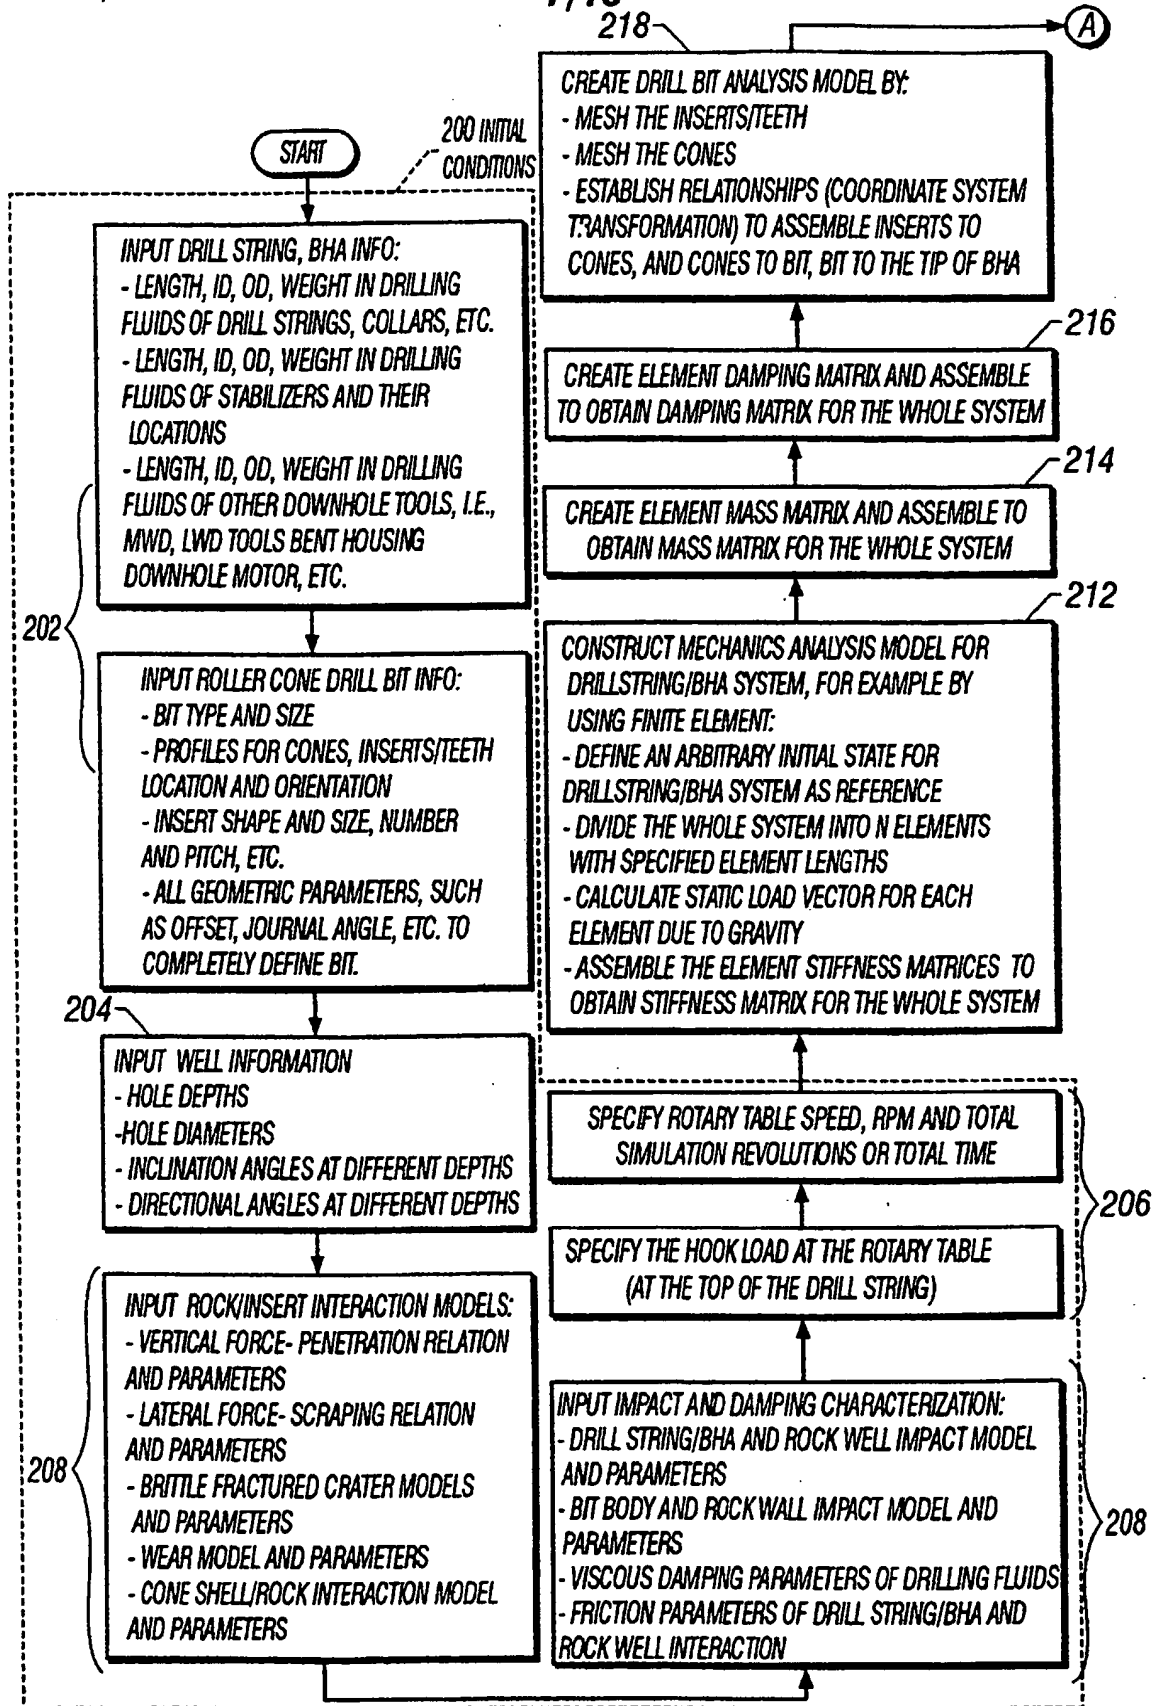 218
A
START
200 INITIAL
CONDITIONS
INPUT DRILL STRING, BHA INFO:
- LENGTH, ID, OD, WEIGHT IN DRILLING
FLUIDS OF DRILL STRINGS, COLLARS, ETC.
- LENGTH, ID, OD, WEIGHT IN DRILLING
FLUIDS OF STABILIZERS AND THEIR
LOCATIONS
- LENGTH, ID, OD, WEIGHT IN DRILLING
FLUIDS OF OTHER DOWNHOLE TOOLS, I.E.,
MWD, LWD TOOLS BENT HOUSING
DOWNHOLE MOTOR, ETC.
202
INPUT ROLLER CONE DRILL BIT INFO:
- BIT TYPE AND SIZE
- PROFILES FOR CONES, INSERTS/TEETH
LOCATION AND ORIENTATION
- INSERT SHAPE AND SIZE, NUMBER
AND PITCH, ETC.
- ALL GEOMETRIC PARAMETERS, SUCH
AS OFFSET, JOURNAL ANGLE, ETC. TO
COMPLETELY DEFINE BIT.
204
INPUT WELL INFORMATION
- HOLE DEPTHS
-HOLE DIAMETERS
- INCLINATION ANGLES AT DIFFERENT DEPTHS
- DIRECTIONAL ANGLES AT DIFFERENT DEPTHS
208
INPUT ROCK/INSERT INTERACTION MODELS:
- VERTICAL FORCE- PENETRATION RELATION
AND PARAMETERS
- LATERAL FORCE- SCRAPING RELATION
AND PARAMETERS
- BRITTLE FRACTURED CRATER MODELS
AND PARAMETERS
- WEAR MODEL AND PARAMETERS
- CONE SHELL/ROCK INTERACTION MODEL
AND PARAMETERS
INPUT IMPACT AND DAMPING CHARACTERIZATION:
- DRILL STRING/BHA AND ROCK WELL IMPACT MODEL
AND PARAMETERS
- BIT BODY AND ROCK WALL IMPACT MODEL AND
PARAMETERS
- VISCOUS DAMPING PARAMETERS OF DRILLING FLUIDS
- FRICTION PARAMETERS OF DRILL STRING/BHA AND
ROCK WELL INTERACTION
208
SPECIFY THE HOOK LOAD AT THE ROTARY TABLE
(AT THE TOP OF THE DRILL STRING)
SPECIFY ROTARY TABLE SPEED, RPM AND TOTAL
SIMULATION REVOLUTIONS OR TOTAL TIME
206
212
CONSTRUCT MECHANICS ANALYSIS MODEL FOR
DRILLSTRING/BHA SYSTEM, FOR EXAMPLE BY
USING FINITE ELEMENT:
- DEFINE AN ARBITRARY INITIAL STATE FOR
DRILLSTRING/BHA SYSTEM AS REFERENCE
- DIVIDE THE WHOLE SYSTEM INTO N ELEMENTS
WITH SPECIFIED ELEMENT LENGTHS
- CALCULATE STATIC LOAD VECTOR FOR EACH
ELEMENT DUE TO GRAVITY
- ASSEMBLE THE ELEMENT STIFFNESS MATRICES TO
OBTAIN STIFFNESS MATRIX FOR THE WHOLE SYSTEM
214
CREATE ELEMENT MASS MATRIX AND ASSEMBLE TO
OBTAIN MASS MATRIX FOR THE WHOLE SYSTEM
216
CREATE ELEMENT DAMPING MATRIX AND ASSEMBLE
TO OBTAIN DAMPING MATRIX FOR THE WHOLE SYSTEM
CREATE DRILL BIT ANALYSIS MODEL BY:
- MESH THE INSERTS/TEETH
- MESH THE CONES
- ESTABLISH RELATIONSHIPS (COORDINATE SYSTEM
TRANSFORMATION) TO ASSEMBLE INSERTS TO
CONES, AND CONES TO BIT, BIT TO THE TIP OF BHA